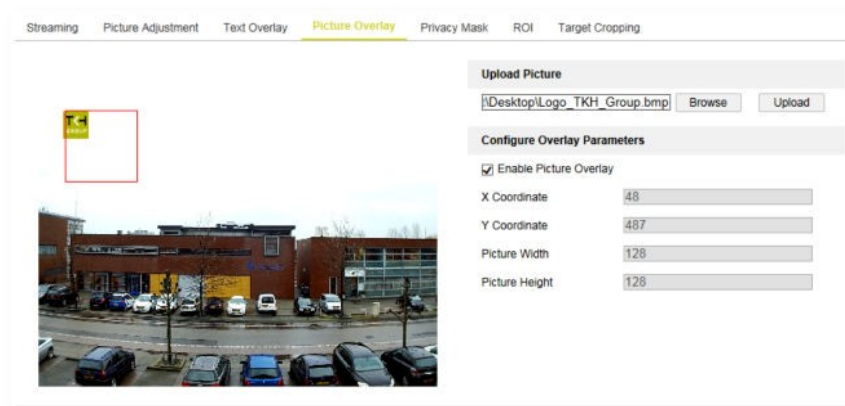 Streaming Picture Adjustment Text Overlay Picture Overlay Privacy Mask ROI Target Cropping
Upload Picture
\Desktop\Logo_TKH_Group.bmp Browse Upload
TKH
GROUP
Configure Overlay Parameters
Enable Picture Overlay
X Coordinate 48
Y Coordinate 487
Picture Width 128
Picture Height 128